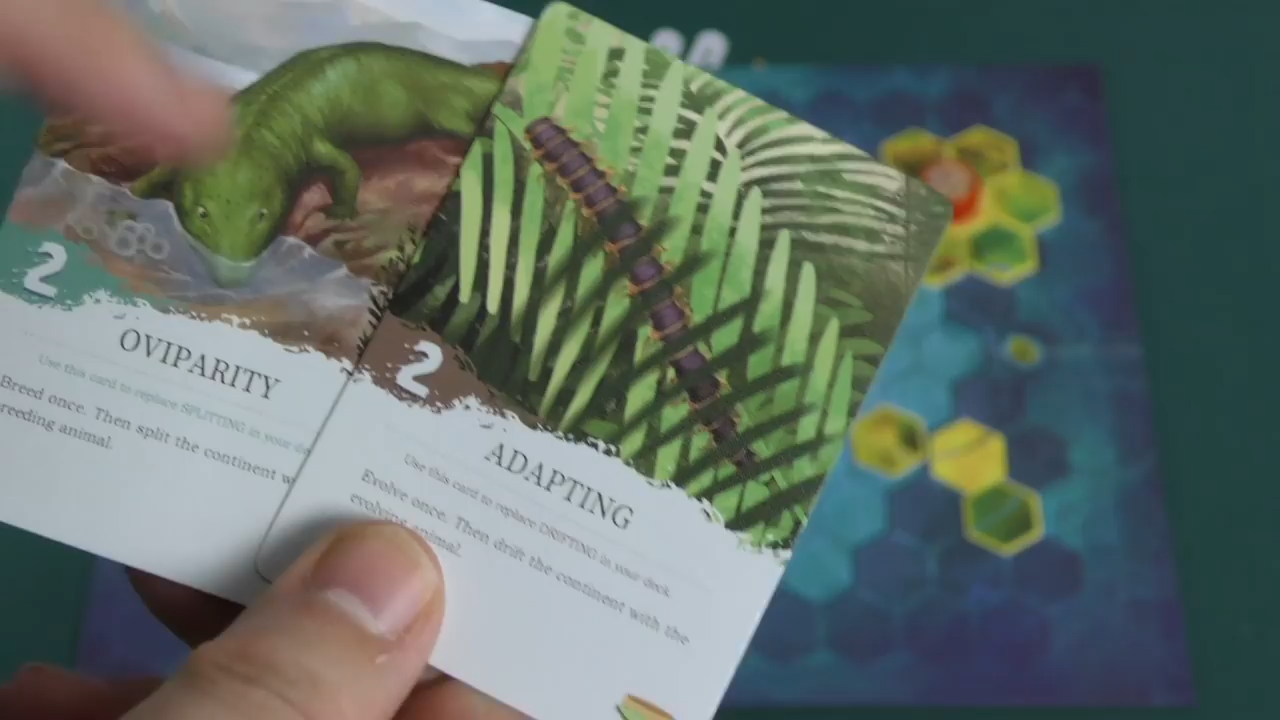 2
OVIPARITY
Use this card to replace SPLITTING in your de
Breed once. Then split the continent w
reeding animal.
2
ADAPTING
Use this card to replace DRIFTING in your deck.
Evolve once. Then drift the continent with the
evolving animal.